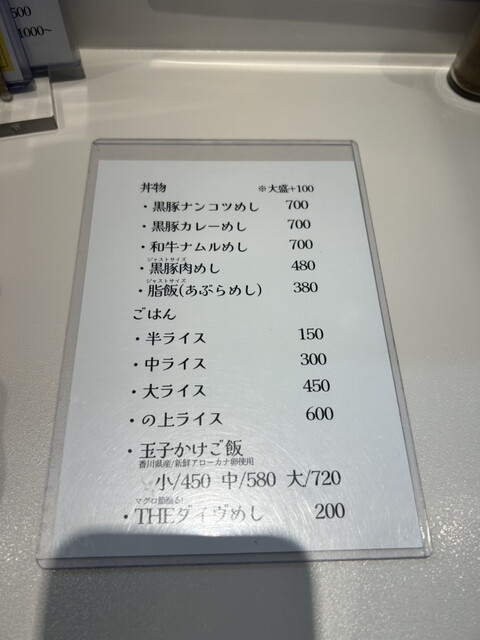 500
1000~
丼物 ※大盛+100
・黒豚ナンコツめし 700
・黒豚カレーめし 700
・和牛ナムルめし 700
ジャストサイズ
・黒豚肉めし 480
ジャストサイズ
・脂飯(あぶらめし) 380
ごはん
・半ライス 150
・中ライス 300
・大ライス 450
・の上ライス 600
・玉子かけご飯
香川県産/新鮮アローカナ卵使用
小/450 中/580 大/720
マグロ節香る!
・THEダイヴめし 200